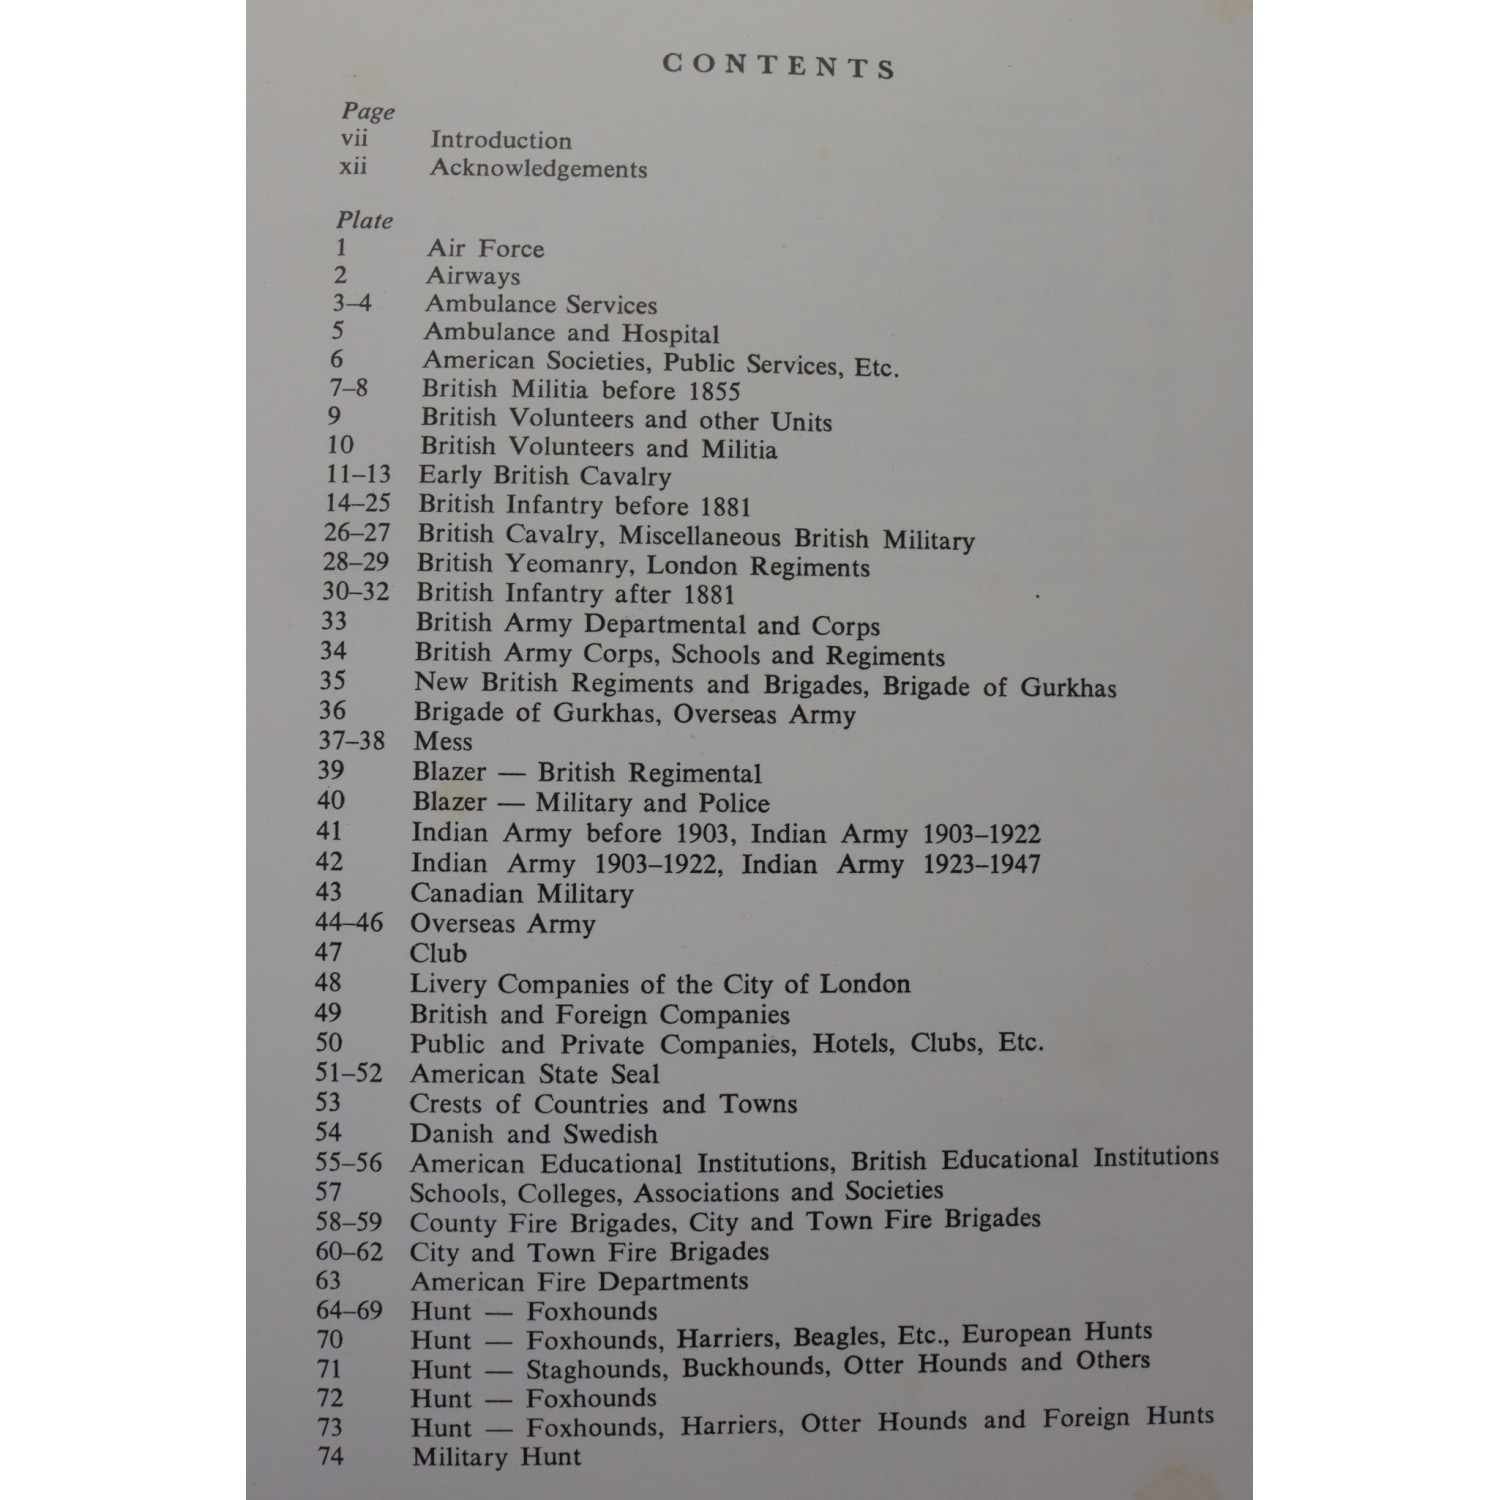 CONTENTS
Page
vii Introduction
xii Acknowledgements
Plate
1 Air Force
2 Airways
3–4 Ambulance Services
5 Ambulance and Hospital
6 American Societies, Public Services, Etc.
7–8 British Militia before 1855
9 British Volunteers and other Units
10 British Volunteers and Militia
11–13 Early British Cavalry
14–25 British Infantry before 1881
26–27 British Cavalry, Miscellaneous British Military
28–29 British Yeomanry, London Regiments
30–32 British Infantry after 1881
33 British Army Departmental and Corps
34 British Army Corps, Schools and Regiments
35 New British Regiments and Brigades, Brigade of Gurkhas
36 Brigade of Gurkhas, Overseas Army
37–38 Mess
39 Blazer — British Regimental
40 Blazer — Military and Police
41 Indian Army before 1903, Indian Army 1903–1922
42 Indian Army 1903–1922, Indian Army 1923–1947
43 Canadian Military
44–46 Overseas Army
47 Club
48 Livery Companies of the City of London
49 British and Foreign Companies
50 Public and Private Companies, Hotels, Clubs, Etc.
51–52 American State Seal
53 Crests of Countries and Towns
54 Danish and Swedish
55–56 American Educational Institutions, British Educational Institutions
57 Schools, Colleges, Associations and Societies
58–59 County Fire Brigades, City and Town Fire Brigades
60–62 City and Town Fire Brigades
63 American Fire Departments
64–69 Hunt — Foxhounds
70 Hunt — Foxhounds, Harriers, Beagles, Etc., European Hunts
71 Hunt — Staghounds, Buckhounds, Otter Hounds and Others
72 Hunt — Foxhounds
73 Hunt — Foxhounds, Harriers, Otter Hounds and Foreign Hunts
74 Military Hunt